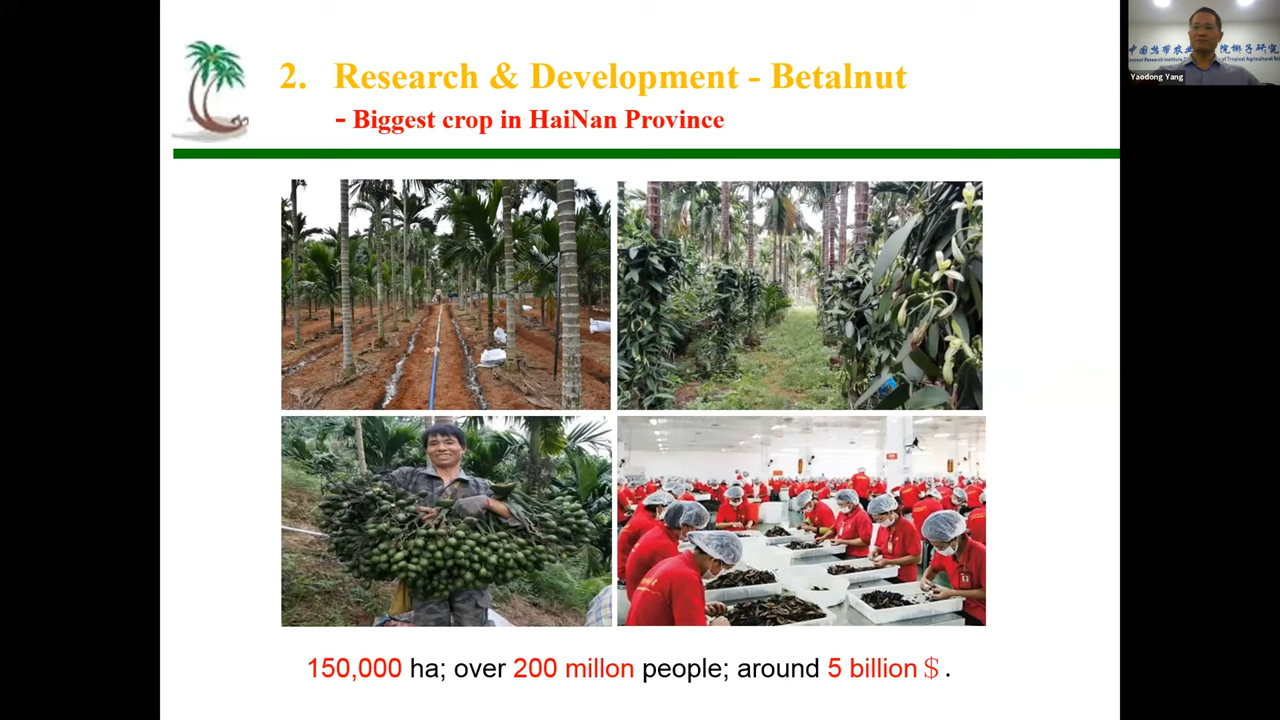 2. Research & Development - Betalnut
- Biggest crop in HaiNan Province
150,000 ha; over 200 millon people; around 5 billion $.
Yaodong Yang